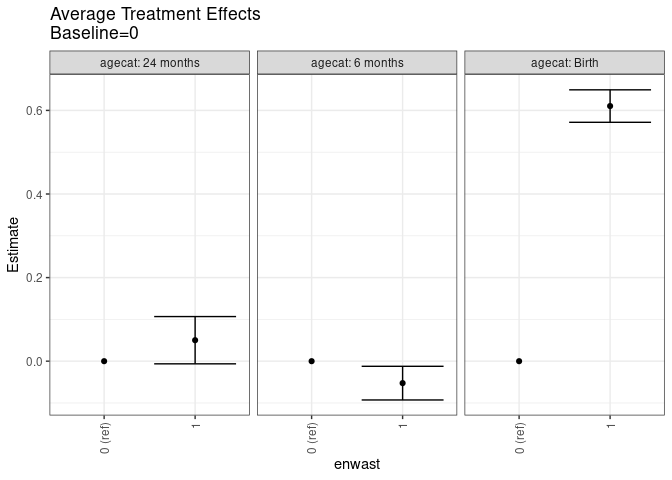 Average Treatment Effects
Baseline=0
agecat: 24 months
agecat: 6 months
agecat: Birth
Estimate
0.6
0.4
0.2
0.0
0 (ref)
1
0 (ref)
1
0 (ref)
1
enwast